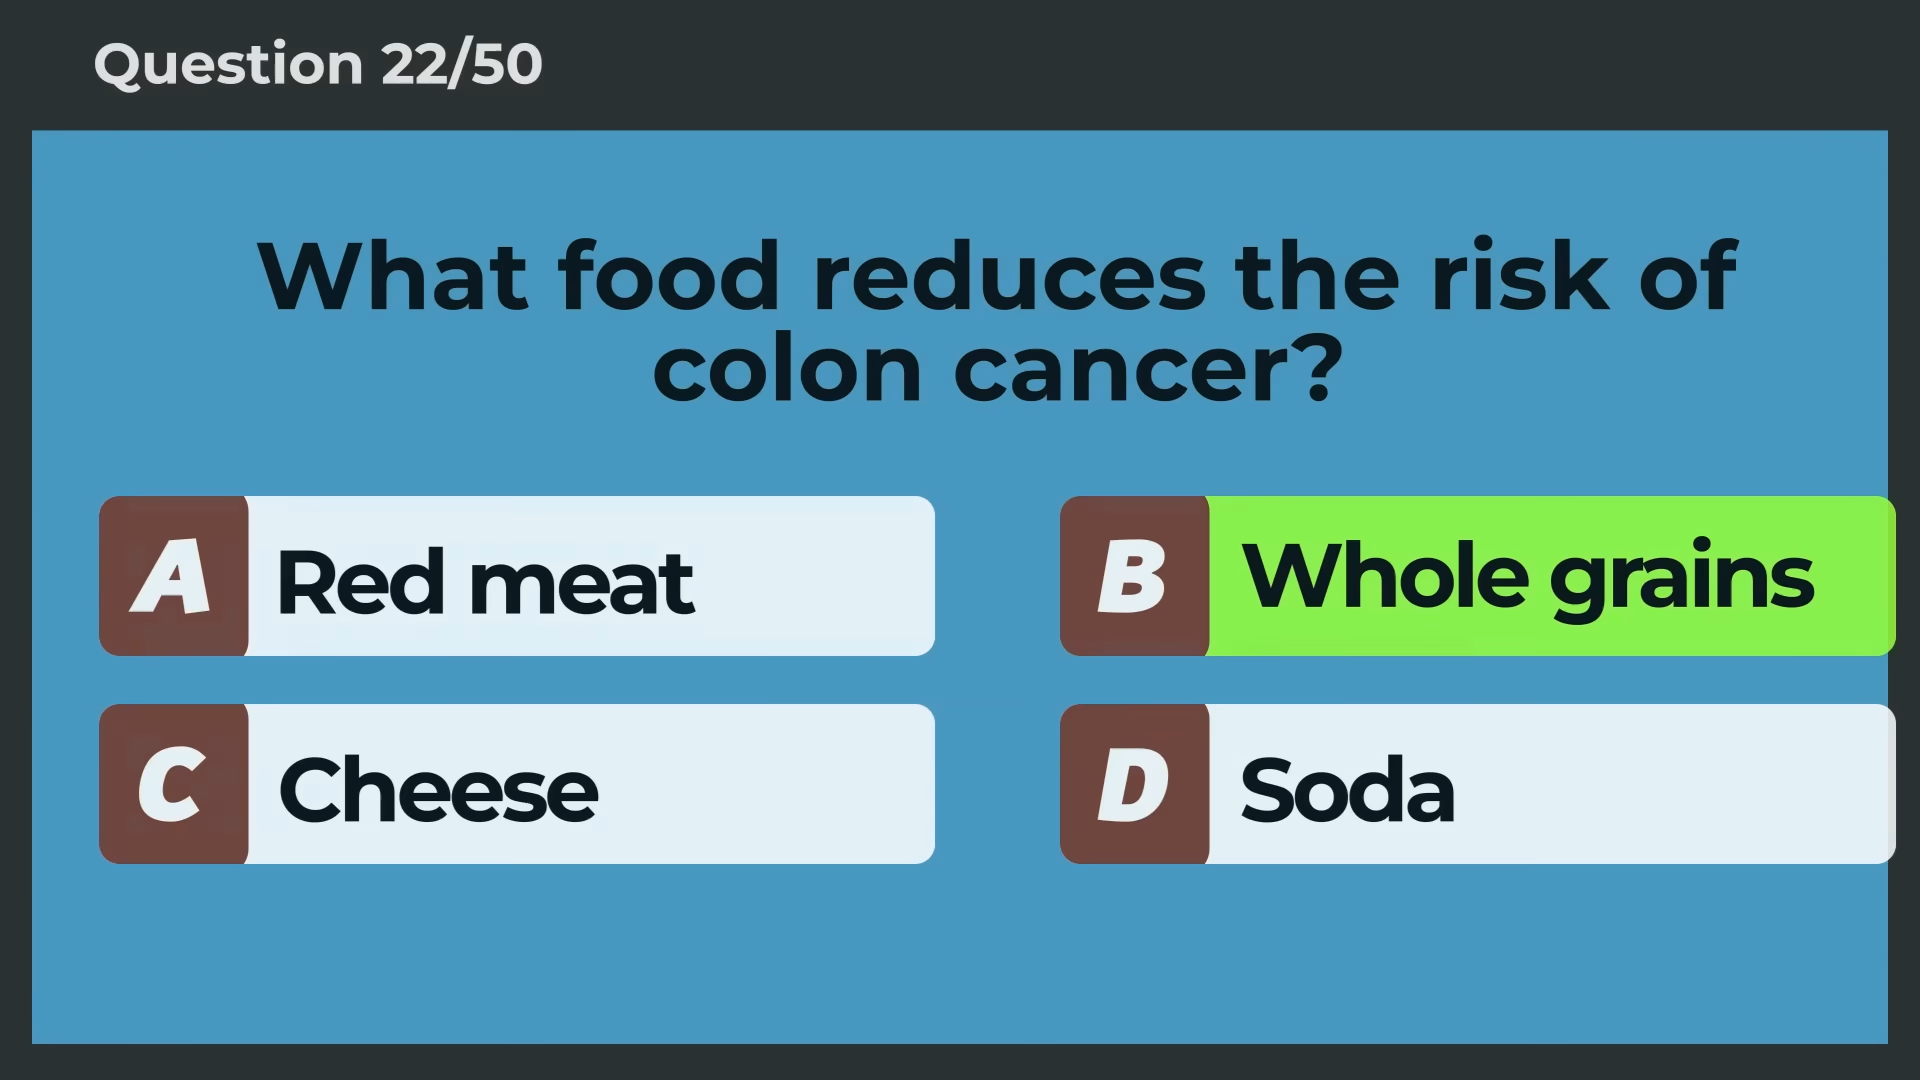 Question 22/50
What food reduces the risk of
colon cancer?
A Red meat
B Whole grains
C Cheese
D Soda